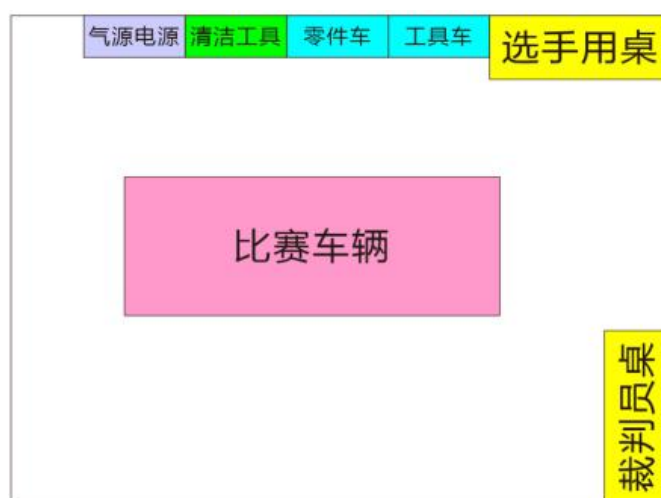 气源电源
清洁工具
零件车
工具车
选手用桌
比赛车辆
裁判员桌